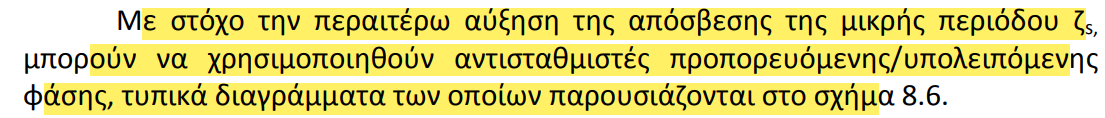 Με στόχο την περαιτέρω αύξηση της απόσβεσης της μικρής περιόδου ζs,
μπορούν να χρησιμοποιηθούν αντισταθμιστές προπορευόμενης/υπολειπόμενης
φάσης, τυπικά διαγράμματα των οποίων παρουσιάζονται στο σχήμα 8.6.